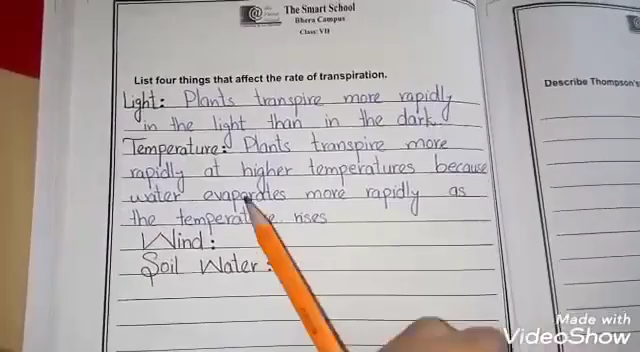 The Smart School
Bhera Campus
Class: VII
List four things that affect the rate of transpiration.
Light: Plants transpire more rapidly
in the light than in the dark.
Temperature: Plants transpire more
rapidly at higher temperatures because
water evaporates more rapidly as
the temperature rises
Wind:
Soil Water:
Describe Thompson's
Made with
VideoShow